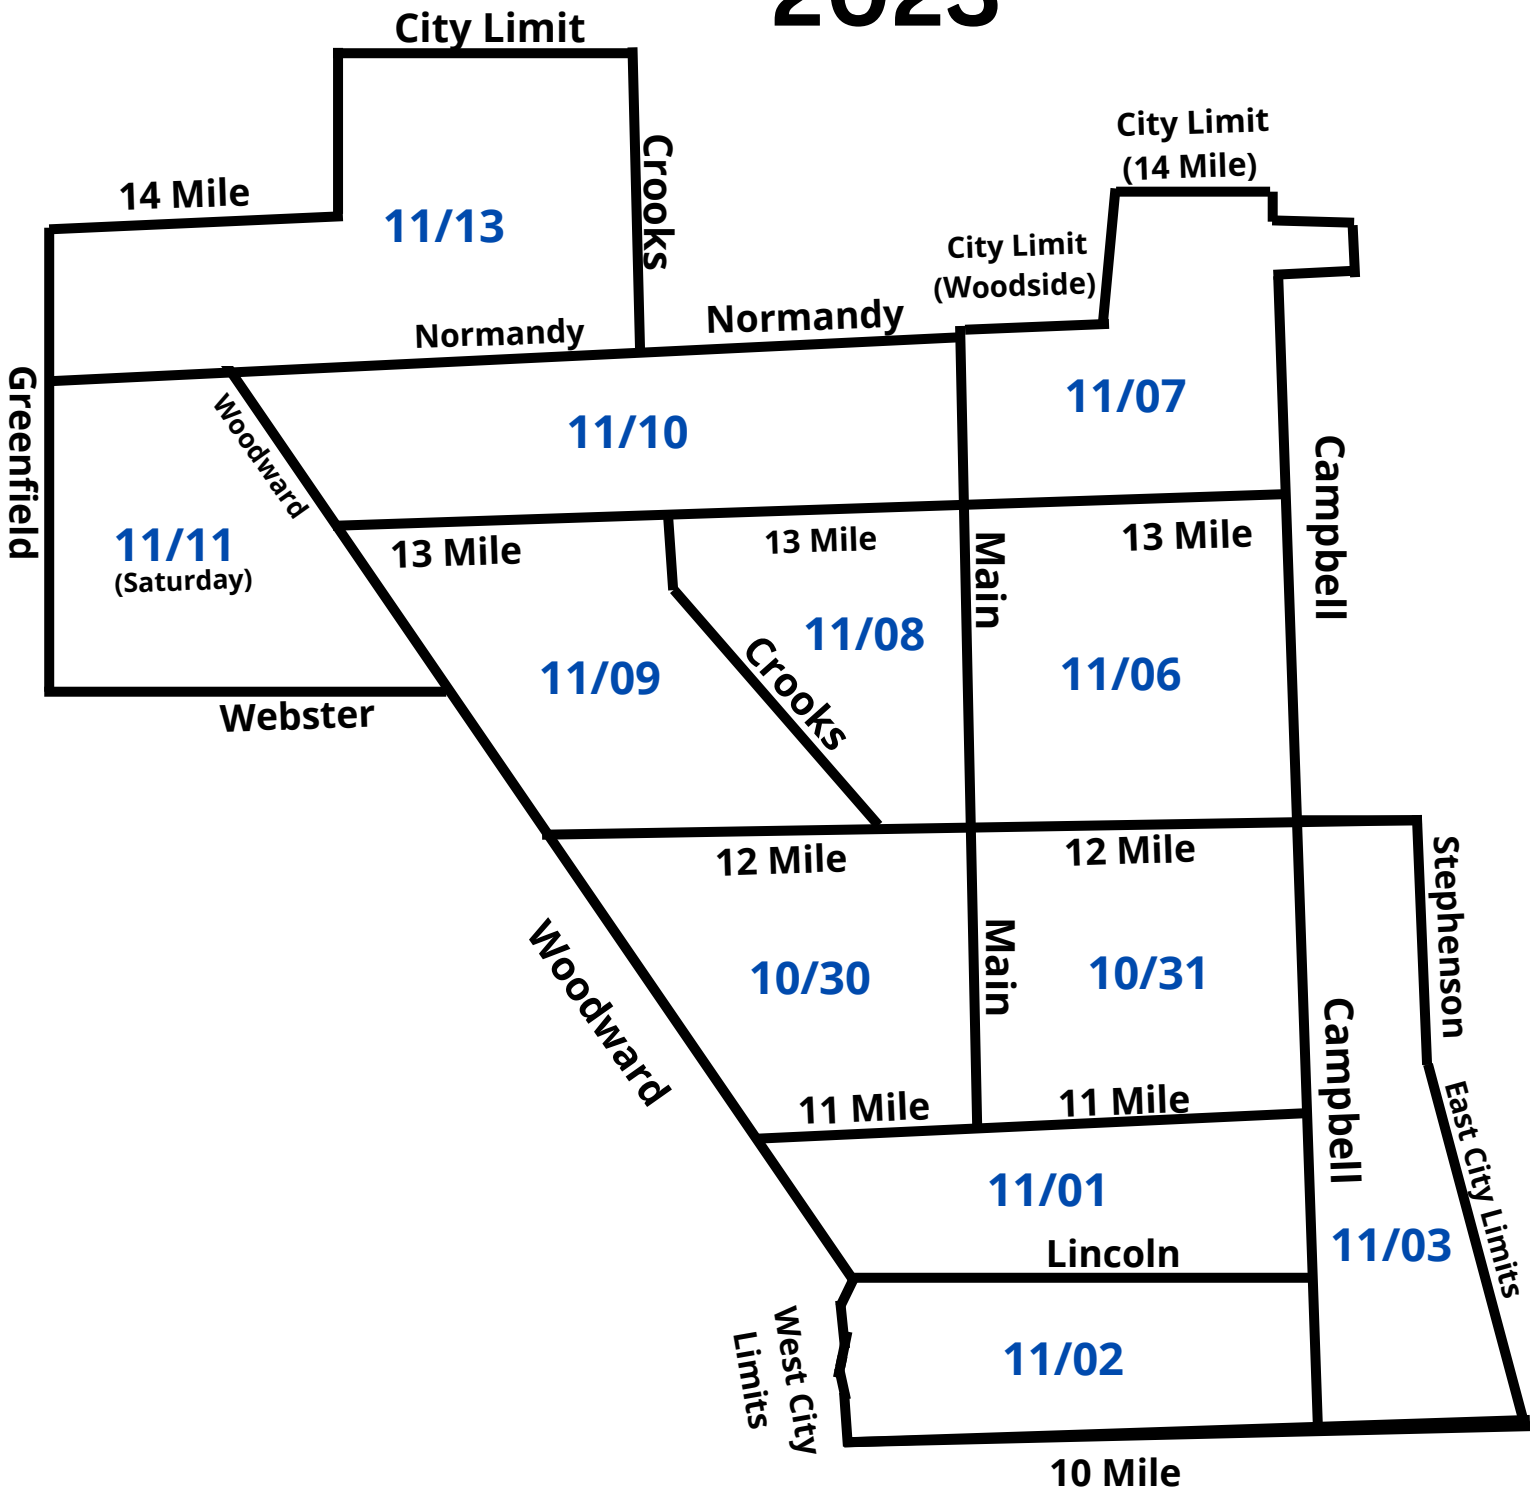 2023
City Limit
City Limit
(14 Mile)
14 Mile
Crooks
11/13
City Limit
(Woodside)
Normandy
Normandy
Greenfield
Woodward
11/10
11/07
Campbell
11/11
(Saturday)
13 Mile
13 Mile
13 Mile
Main
11/08
11/09
Crooks
11/06
Webster
12 Mile
12 Mile
Stephenson
Woodward
10/30
Main
10/31
Campbell
11 Mile
11 Mile
East City Limits
11/01
11/03
Lincoln
West City
Limits
11/02
10 Mile